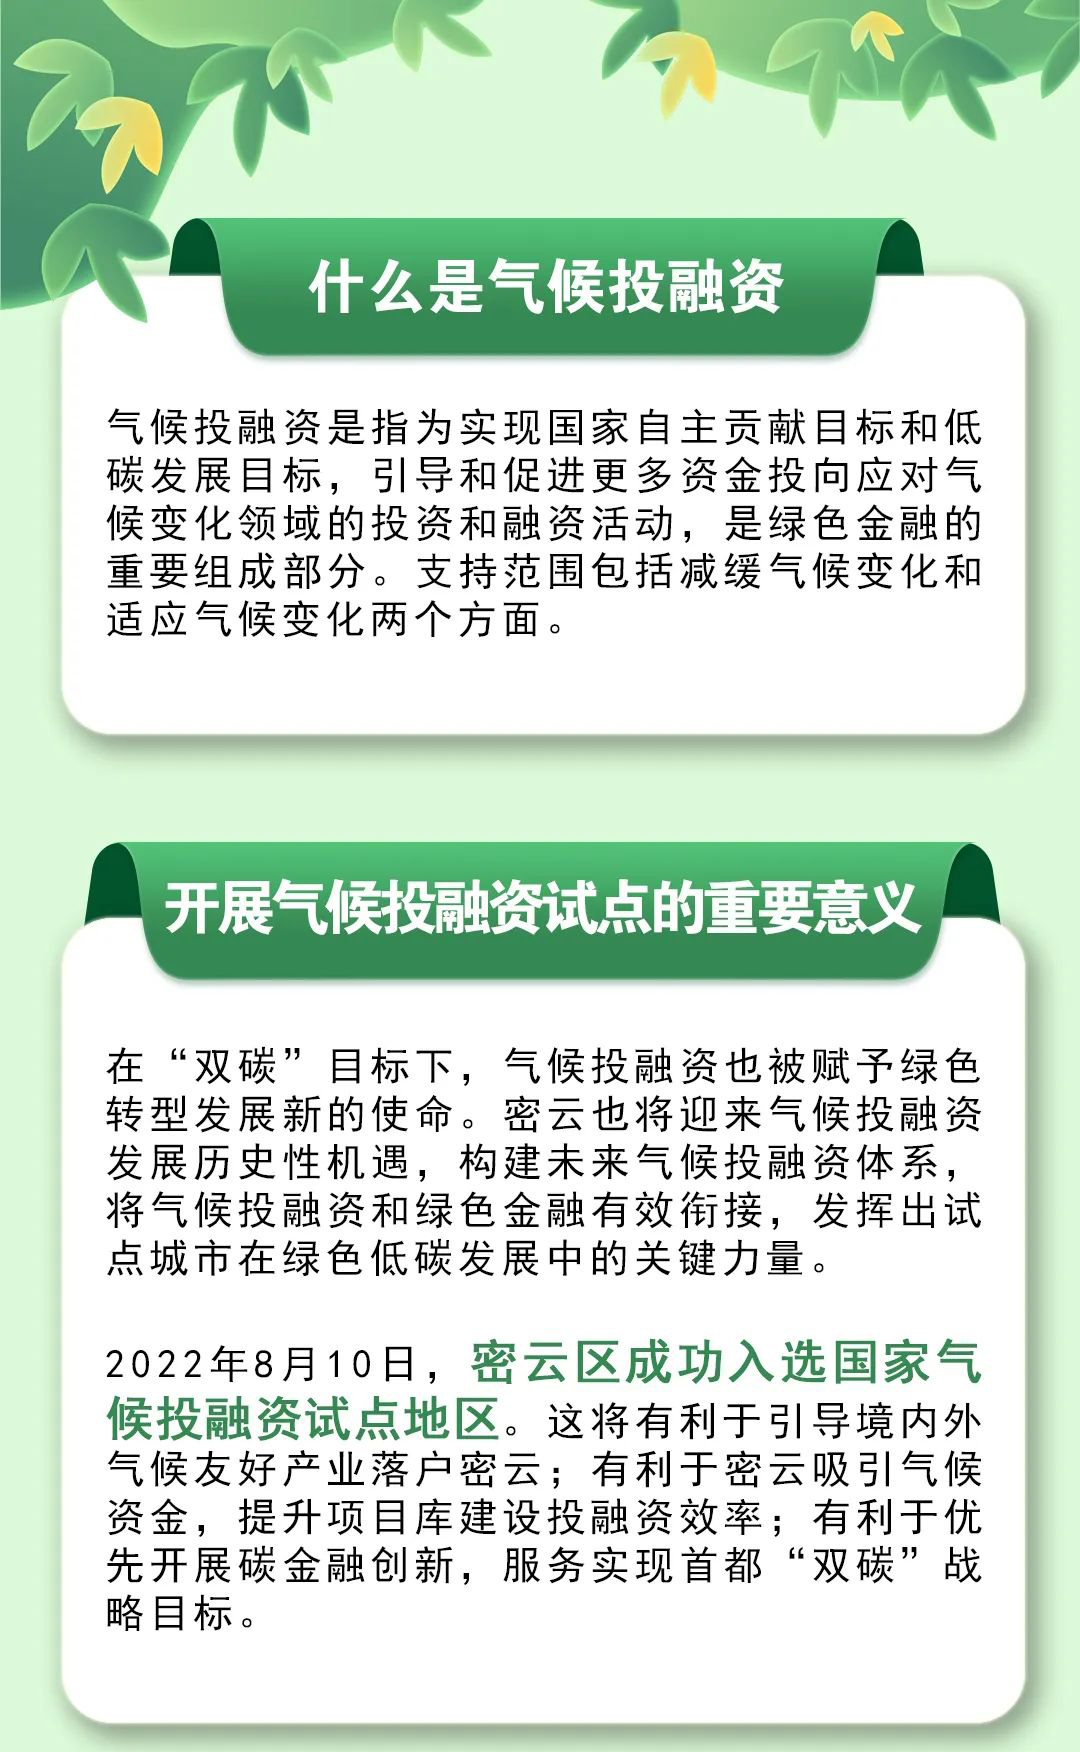 什么是气候投融资
气候投融资是指为实现国家自主贡献目标和低
碳发展目标，引导和促进更多资金投向应对气
候变化领域的投资和融资活动，是绿色金融的
重要组成部分。支持范围包括减缓气候变化和
适应气候变化两个方面。
开展气候投融资试点的重要意义
在“双碳”目标下，气候投融资也被赋予绿色
转型发展新的使命。密云也将迎来气候投融资
发展历史性机遇，构建未来气候投融资体系，
将气候投融资和绿色金融有效衔接，发挥出试
点城市在绿色低碳发展中的关键力量。
2022年8月10日，密云区成功入选国家气
候投融资试点地区。这将有利于引导境内外
气候友好产业落户密云；有利于密云吸引气候
资金，提升项目库建设投融资效率；有利于优
先开展碳金融创新，服务实现首都“双碳”战
略目标。